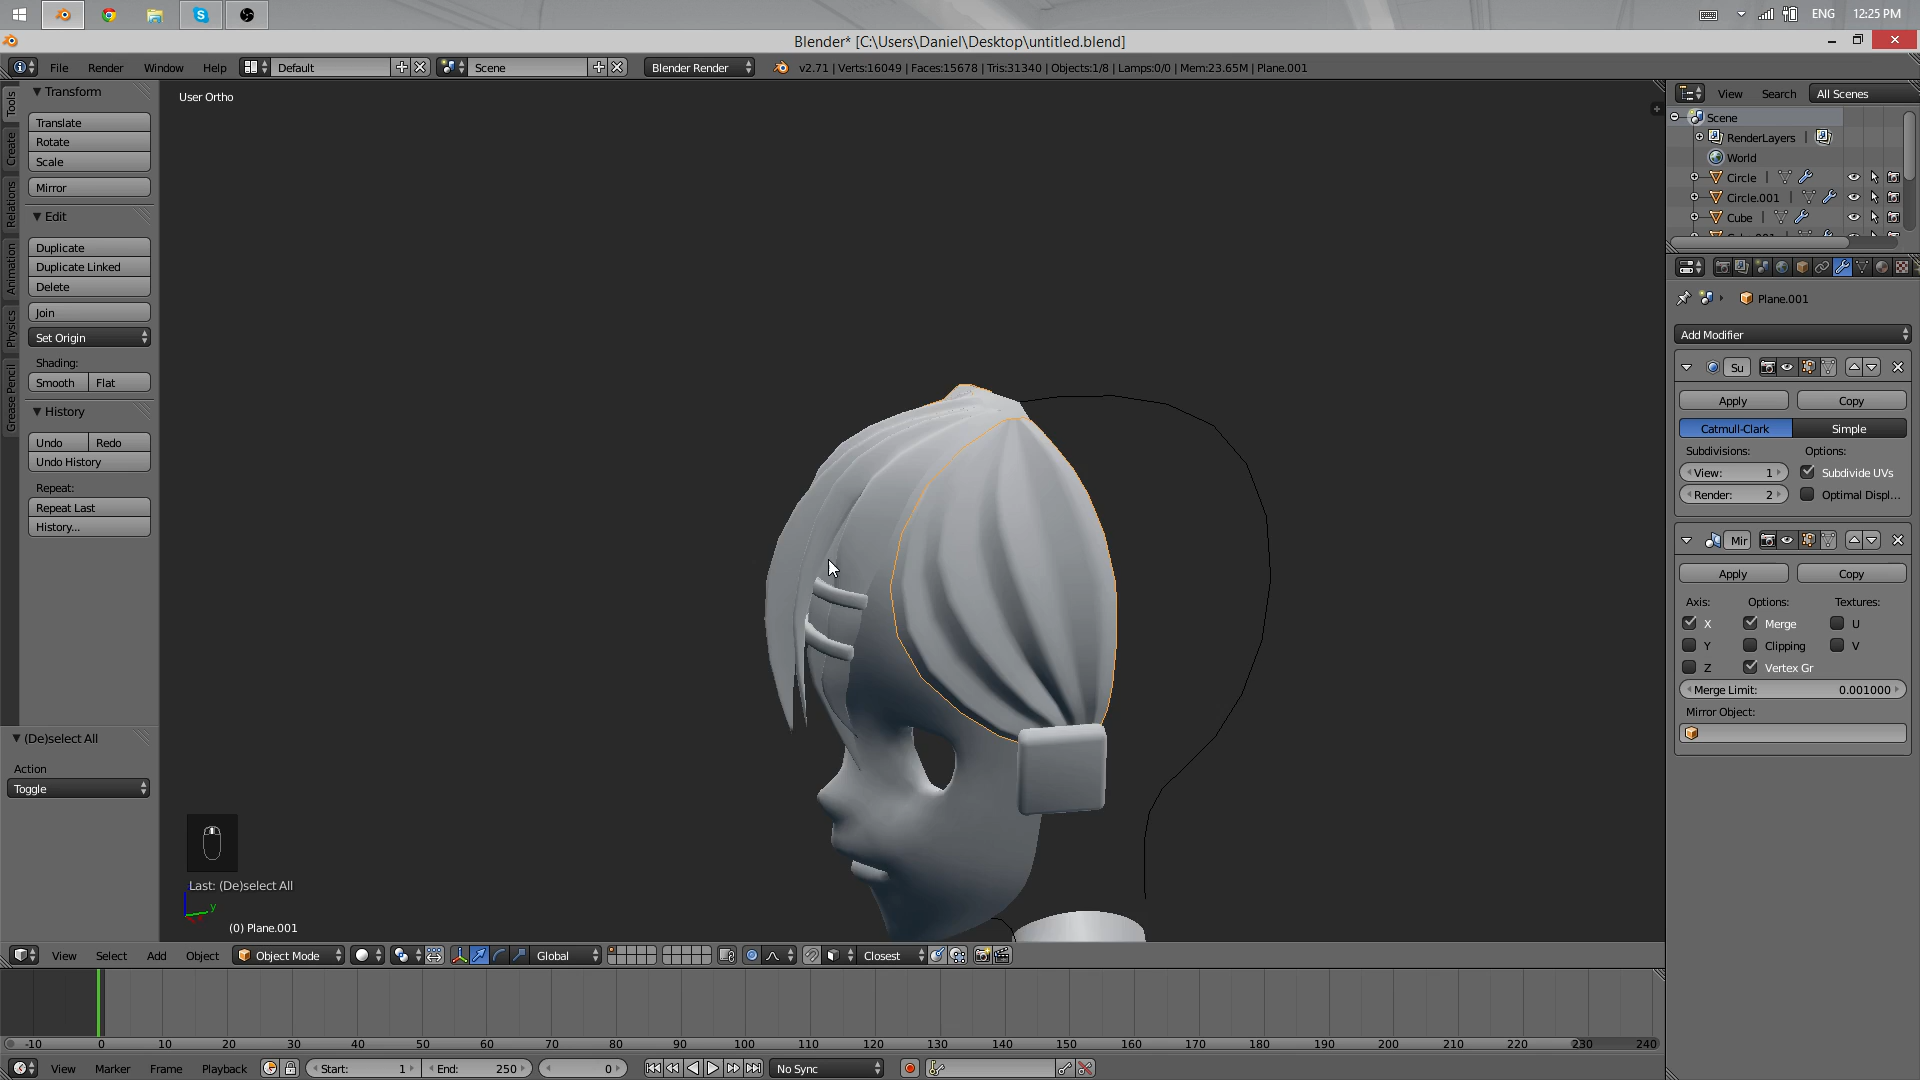 ENG 12:25 PM
Blender* [C:\Users\Daniel\Desktop\untitled.blend]
File Render Window Help Default Scene Blender Render v2.71 | Verts:16049 | Faces:15678 | Tris:31340 | Objects:1/8 | Lamps:0/0 | Mem:23.65M | Plane.001
Tools
Create
Relations
Animation
Physics
Grease Pencil
Transform
Translate
Rotate
Scale
Mirror
Edit
Duplicate
Duplicate Linked
Delete
Join
Set Origin
Shading:
Smooth Flat
History
Undo Redo
Undo History
Repeat:
Repeat Last
History...
(De)select All
Action
Toggle
User Ortho
Last: (De)select All
y
(0) Plane.001
View Search All Scenes
Scene
RenderLayers |
World
Circle |
Circle.001 |
Cube |
Plane.001
Add Modifier
Su
Apply Copy
Catmull-Clark Simple
Subdivisions: Options:
View: 1 Subdivide UVs
Render: 2 Optimal Displ...
Mir
Apply Copy
Axis: Options: Textures:
X Merge U
Y Clipping V
Z Vertex Gr
Merge Limit: 0.001000
Mirror Object:
View Select Add Object Object Mode Global Closest
-10 0 10 20 30 40 50 60 70 80 90 100 110 120 130 140 150 160 170 180 190 200 210 220 230 240
View Marker Frame Playback Start: 1 End: 250 0 No Sync